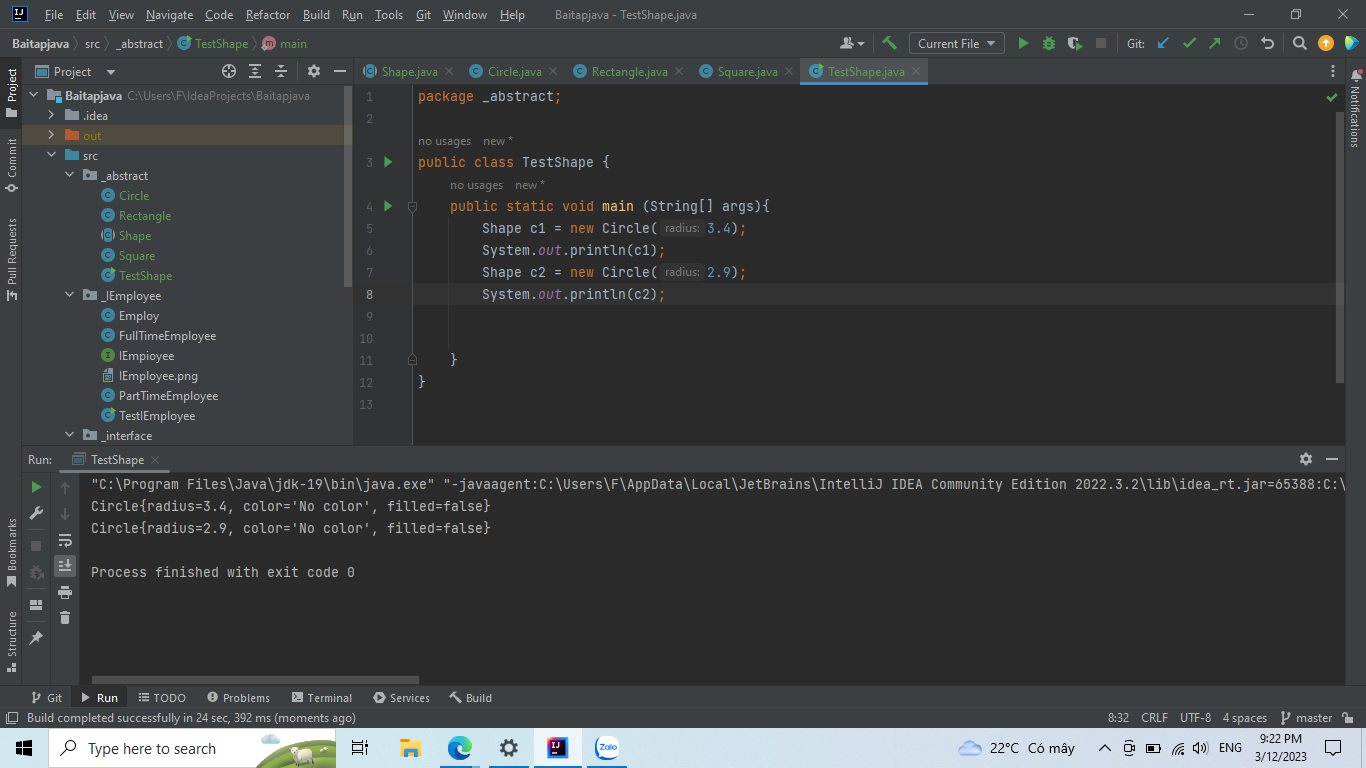 File Edit View Navigate Code Refactor Build Run Tools Git Window Help Baitapjava - TestShape.java
Baitapjava src _abstract TestShape main Current File Git:
Project
Shape.java Circle.java Rectangle.java Square.java TestShape.java
Baitapjava C:\Users\F\IdeaProjects\Baitapjava
.idea
out
src
_abstract
Circle
Rectangle
Shape
Square
TestShape
_IEmployee
Employ
FullTimeEmployee
IEmpioyee
IEmployee.png
PartTimeEmployee
TestIEmployee
_interface
1 package _abstract;
2
no usages new *
3 public class TestShape {
no usages new *
4 public static void main (String[] args){
5 Shape c1 = new Circle( radius: 3.4);
6 System.out.println(c1);
7 Shape c2 = new Circle( radius: 2.9);
8 System.out.println(c2);
9
10
11 }
12 }
13
Project
Commit
Pull Requests
Bookmarks
Structure
Notifications
Run: TestShape
"C:\Program Files\Java\jdk-19\bin\java.exe" "-javaagent:C:\Users\F\AppData\Local\JetBrains\IntelliJ IDEA Community Edition 2022.3.2\lib\idea_rt.jar=65388:C:\
Circle{radius=3.4, color='No color', filled=false}
Circle{radius=2.9, color='No color', filled=false}
Process finished with exit code 0
Git Run TODO Problems Terminal Services Build
Build completed successfully in 24 sec, 392 ms (moments ago) 8:32 CRLF UTF-8 4 spaces master
Type here to search Zalo 22°C Có mây ENG 9:22 PM
3/12/2023